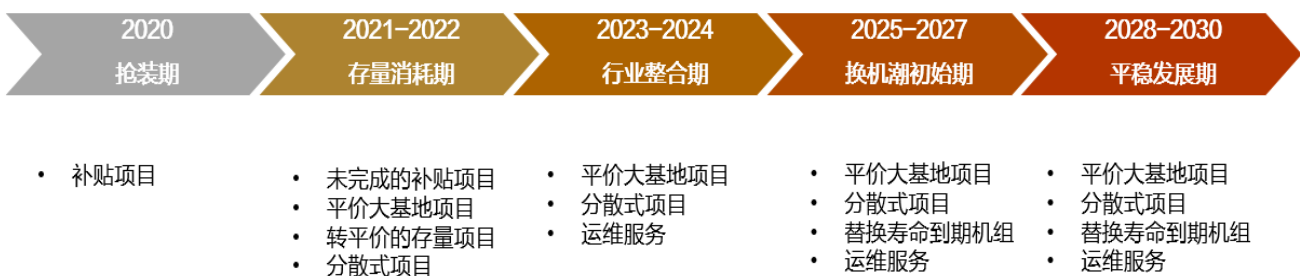 2020
抢装期
2021-2022
存量消耗期
2023-2024
行业整合期
2025-2027
换机潮初始期
2028-2030
平稳发展期
• 补贴项目
• 未完成的补贴项目
• 平价大基地项目
• 转平价的存量项目
• 分散式项目
• 平价大基地项目
• 分散式项目
• 运维服务
• 平价大基地项目
• 分散式项目
• 替换寿命到期机组
• 运维服务
• 平价大基地项目
• 分散式项目
• 替换寿命到期机组
• 运维服务